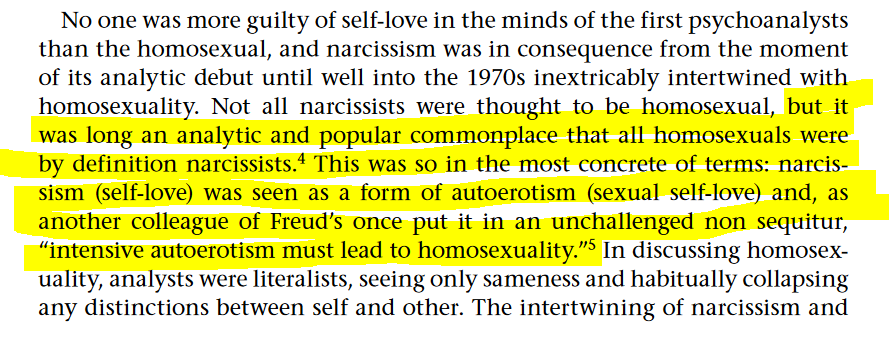 No one was more guilty of self-love in the minds of the first psychoanalysts
than the homosexual, and narcissism was in consequence from the moment
of its analytic debut until well into the 1970s inextricably intertwined with
homosexuality. Not all narcissists were thought to be homosexual, but it
was long an analytic and popular commonplace that all homosexuals were
by definition narcissists.4 This was so in the most concrete of terms: narcis-
sism (self-love) was seen as a form of autoerotism (sexual self-love) and, as
another colleague of Freud’s once put it in an unchallenged non sequitur,
“intensive autoerotism must lead to homosexuality.”5 In discussing homosex-
uality, analysts were literalists, seeing only sameness and habitually collapsing
any distinctions between self and other. The intertwining of narcissism and